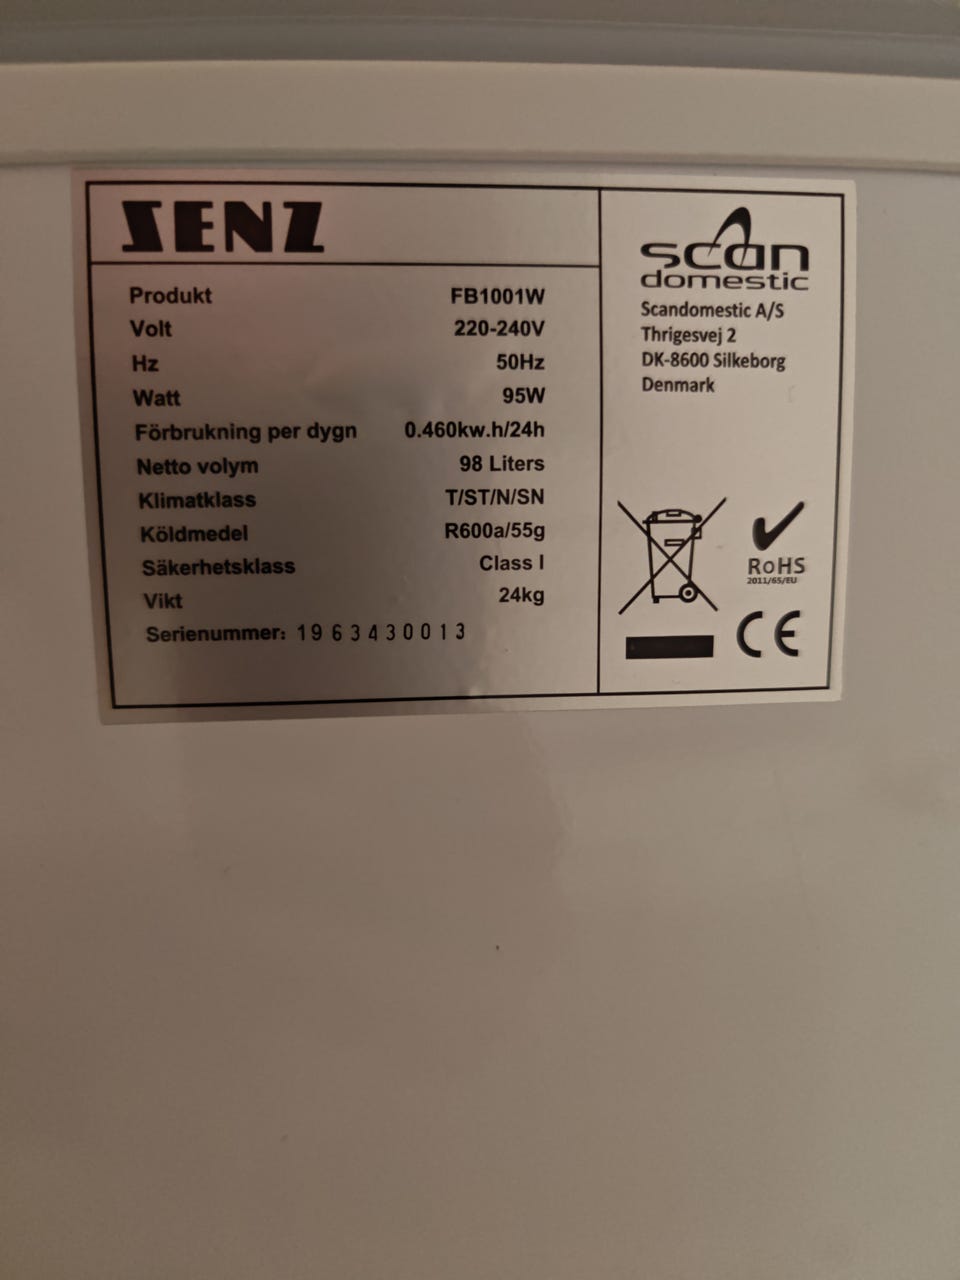 SENZ
Produkt FB1001W
Volt 220-240V
Hz 50Hz
Watt 95W
Förbrukning per dygn 0.460kw.h/24h
Netto volym 98 Liters
Klimatklass T/ST/N/SN
Köldmedel R600a/55g
Säkerhetsklass Class I
Vikt 24kg
Serienummer: 1963430013
scan
domestic
Scandomestic A/S
Thrigesvej 2
DK-8600 Silkeborg
Denmark
RoHS
2011/65/EU
CE